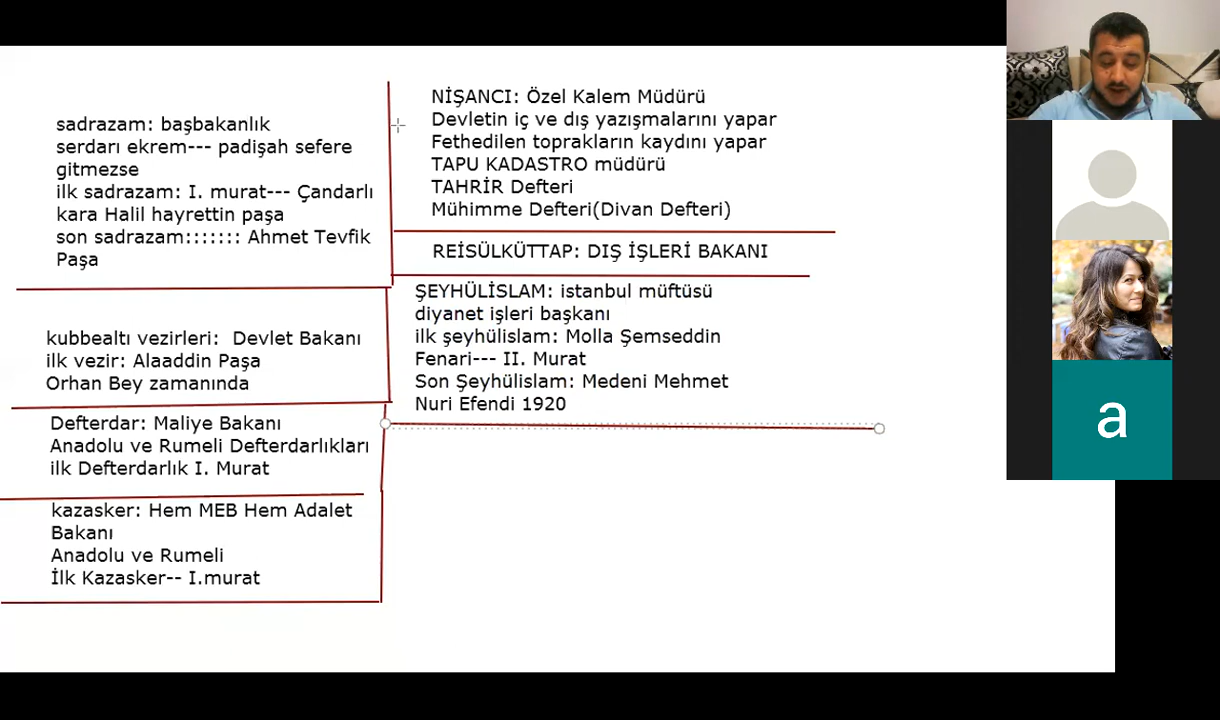 sadrazam: başbakanlık
serdarı ekrem--- padişah sefere
gitmezse
ilk sadrazam: I. murat--- Çandarlı
kara Halil hayrettin paşa
son sadrazam::::::: Ahmet Tevfik
Paşa
kubbealtı vezirleri:  Devlet Bakanı
ilk vezir: Alaaddin Paşa
Orhan Bey zamanında
Defterdar: Maliye Bakanı
Anadolu ve Rumeli Defterdarlıkları
ilk Defterdarlık I. Murat
kazasker: Hem MEB Hem Adalet
Bakanı
Anadolu ve Rumeli
İlk Kazasker-- I.murat
NİŞANCI: Özel Kalem Müdürü
Devletin iç ve dış yazışmalarını yapar
Fethedilen toprakların kaydını yapar
TAPU KADASTRO müdürü
TAHRİR Defteri
Mühimme Defteri(Divan Defteri)
REİSÜLKÜTTAP: DIŞ İŞLERİ BAKANI
ŞEYHÜLİSLAM: istanbul müftüsü
diyanet işleri başkanı
ilk şeyhülislam: Molla Şemseddin
Fenari--- II. Murat
Son Şeyhülislam: Medeni Mehmet
Nuri Efendi 1920
a